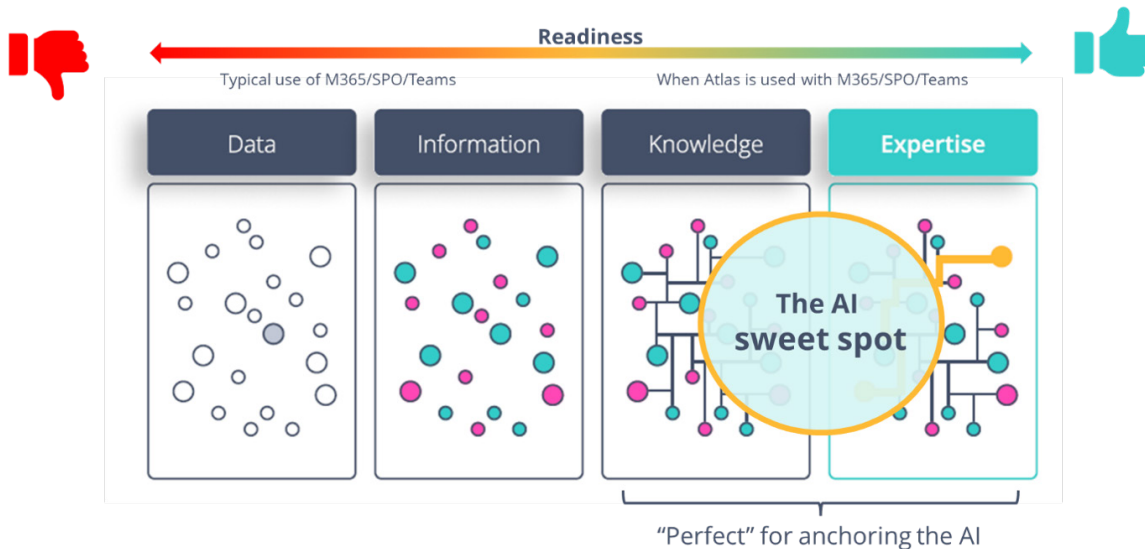 Readiness
Typical use of M365/SPO/Teams
When Atlas is used with M365/SPO/Teams
Data
Information
Knowledge
Expertise
The AI
sweet spot
“Perfect” for anchoring the AI